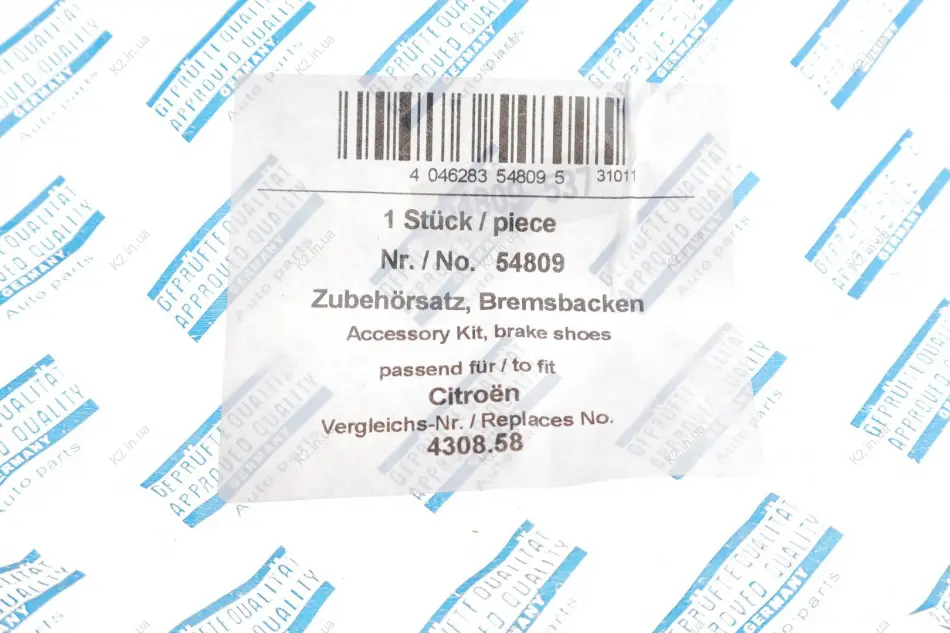 4 046283 54809 5 31011
1 Stück / piece
Nr. / No. 54809
Zubehörsatz, Bremsbacken
Accessory Kit, brake shoes
passend für / to fit
Citroën
Vergleichs-Nr. / Replaces No.
4308.58
GEPRÜFTE QUALITÄT
APPROVED QUALITY
GERMANY
Auto parts
K2.in.ua